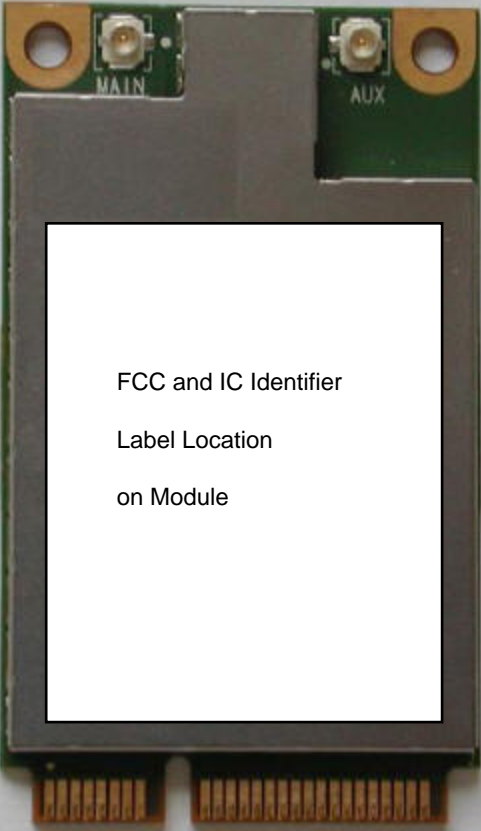 MAIN
AUX
FCC and IC Identifier
Label Location
on Module